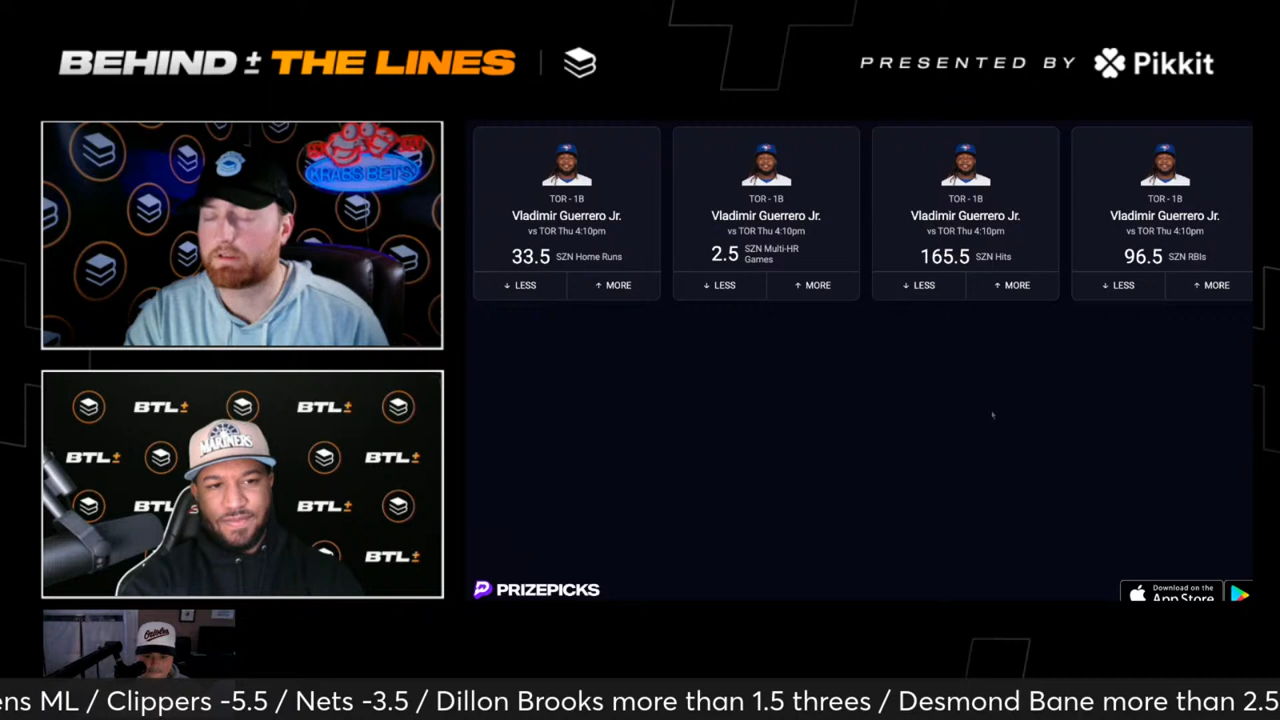 BEHIND ± THE LINES
PRESENTED BY Pikkit
KRABS BETS
TOR - 1B
Vladimir Guerrero Jr.
vs TOR Thu 4:10pm
33.5 SZN Home Runs
↓ LESS ↑ MORE
TOR - 1B
Vladimir Guerrero Jr.
vs TOR Thu 4:10pm
2.5 SZN Multi-HR
Games
↓ LESS ↑ MORE
TOR - 1B
Vladimir Guerrero Jr.
vs TOR Thu 4:10pm
165.5 SZN Hits
↓ LESS ↑ MORE
TOR - 1B
Vladimir Guerrero Jr.
vs TOR Thu 4:10pm
96.5 SZN RBIs
↓ LESS ↑ MORE
BTL± BTL±
MARINERS
BTL± BTL±
BTL BTL±
BTL±
PRIZEPICKS
Download on the
App Store
Orioles
ens ML / Clippers -5.5 / Nets -3.5 / Dillon Brooks more than 1.5 threes / Desmond Bane more than 2.5